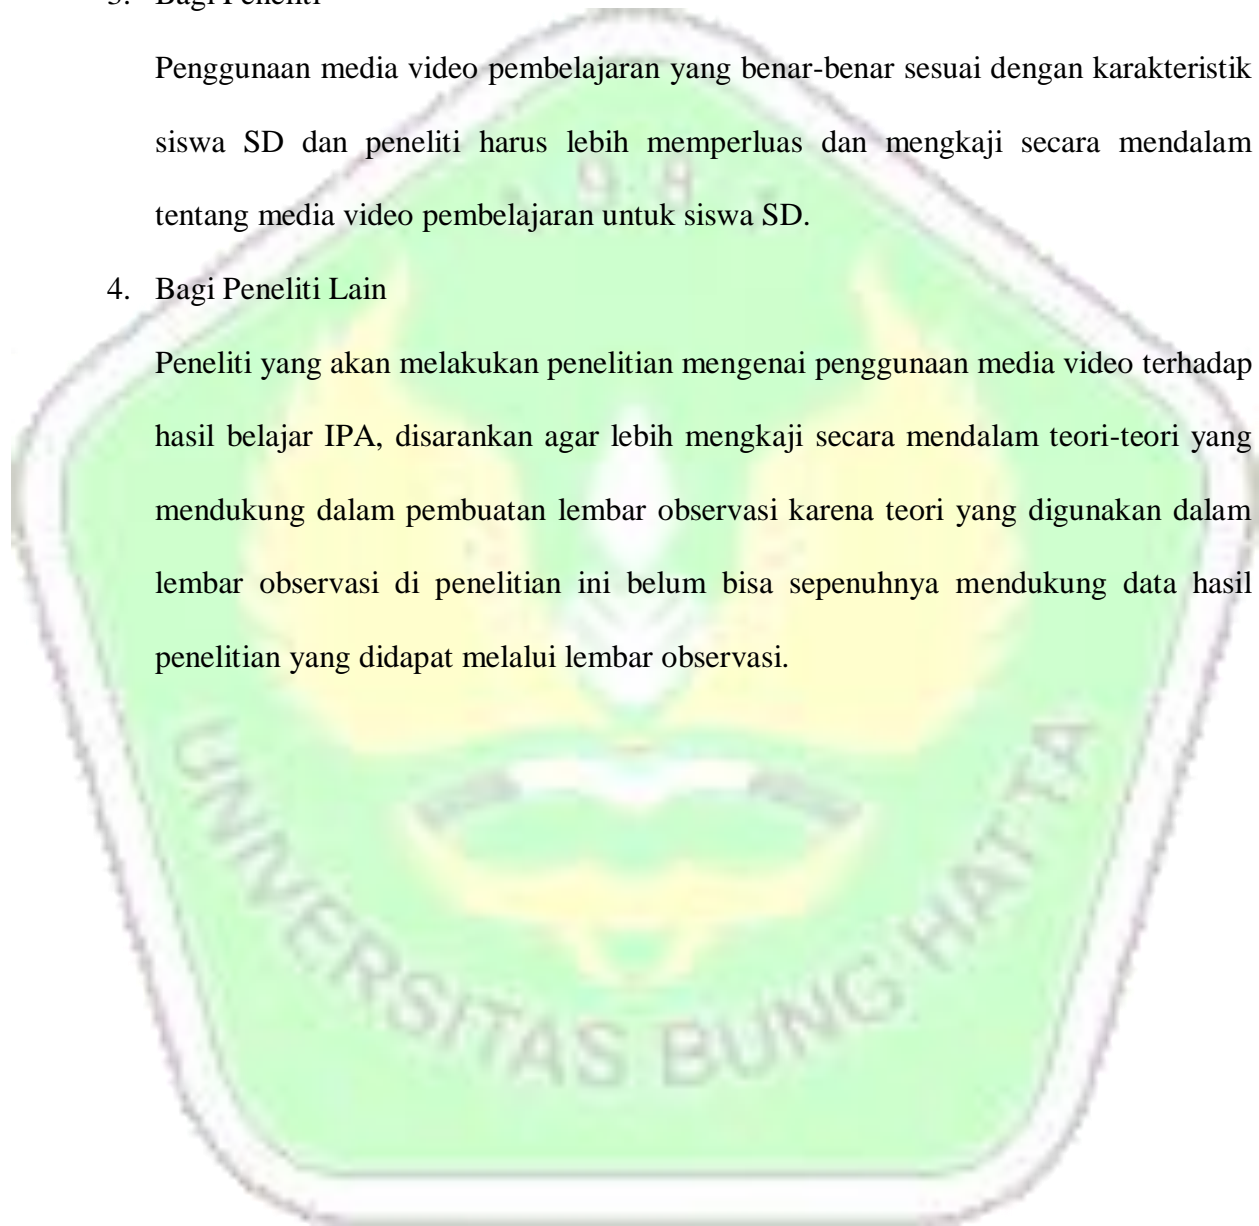 3. Bagi Peneliti
Penggunaan media video pembelajaran yang benar-benar sesuai dengan karakteristik
siswa SD dan peneliti harus lebih memperluas dan mengkaji secara mendalam
tentang media video pembelajaran untuk siswa SD.
4. Bagi Peneliti Lain
Peneliti yang akan melakukan penelitian mengenai penggunaan media video terhadap
hasil belajar IPA, disarankan agar lebih mengkaji secara mendalam teori-teori yang
mendukung dalam pembuatan lembar observasi karena teori yang digunakan dalam
lembar observasi di penelitian ini belum bisa sepenuhnya mendukung data hasil
penelitian yang didapat melalui lembar observasi.
UNIVERSITAS BUNG HATTA